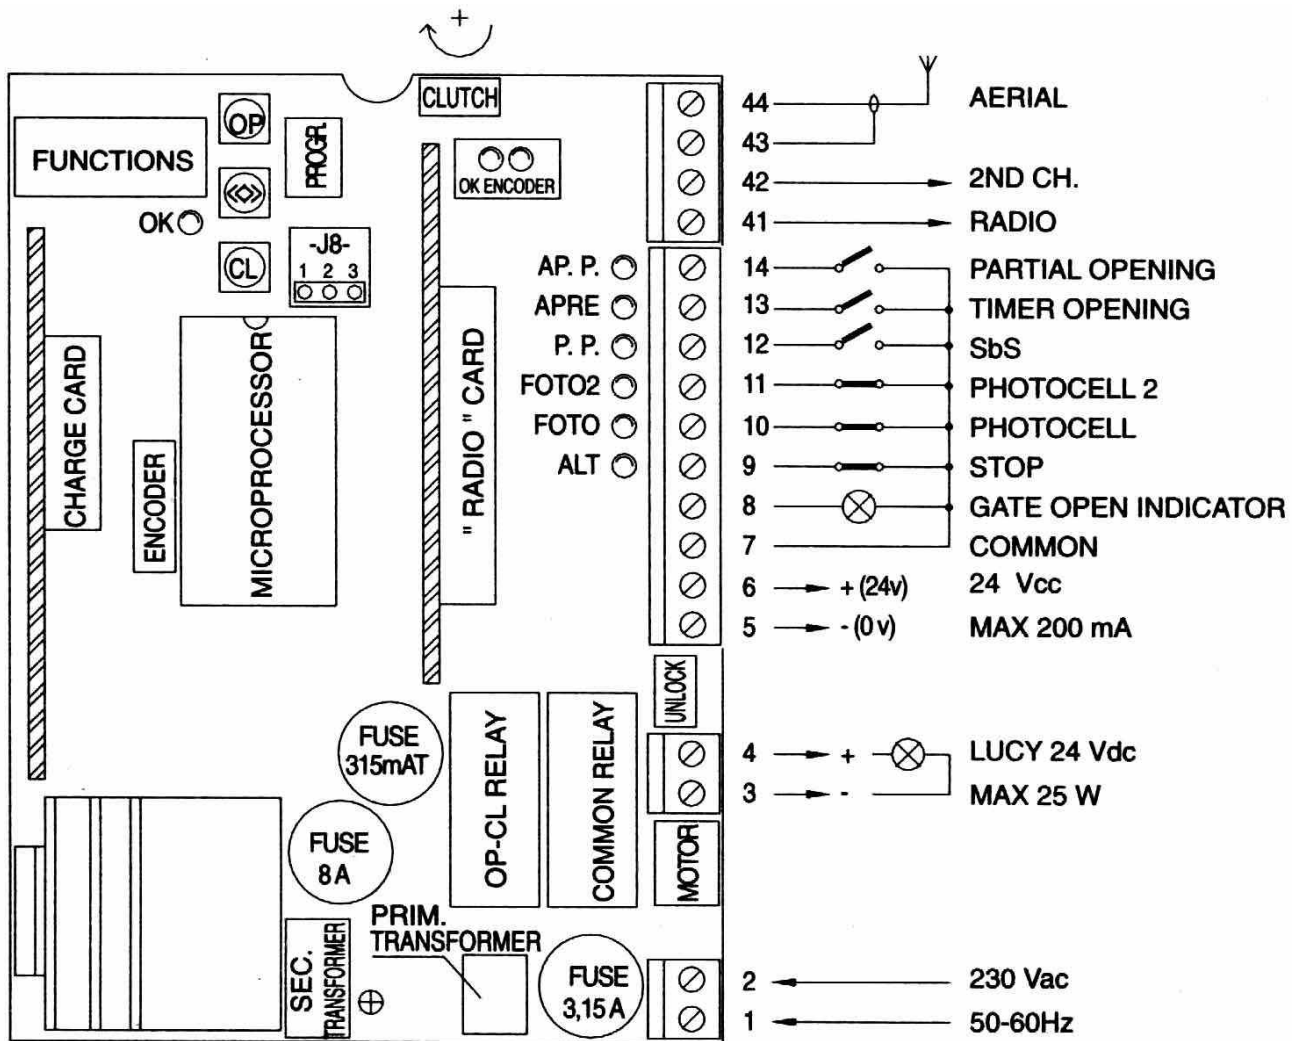 +
CLUTCH
44 AERIAL
43
42 2ND CH.
41 RADIO
OP
FUNCTIONS
PROGR.
<◇>
OK ENCODER
OK
CL
-J8-
1 2 3
AP. P. 14 PARTIAL OPENING
APRE 13 TIMER OPENING
P. P. 12 SbS
FOTO2 11 PHOTOCELL 2
FOTO 10 PHOTOCELL
ALT 9 STOP
8 GATE OPEN INDICATOR
7 COMMON
6 + (24v) 24 Vcc
5 - (0 v) MAX 200 mA
CHARGE CARD
ENCODER
MICROPROCESSOR
" RADIO " CARD
UNLOCK
FUSE
315mAT
OP-CL RELAY
COMMON RELAY
4 + LUCY 24 Vdc
3 - MAX 25 W
FUSE
8 A
MOTOR
PRIM.
TRANSFORMER
SEC.
TRANSFORMER
FUSE
3,15 A
2 230 Vac
1 50-60Hz